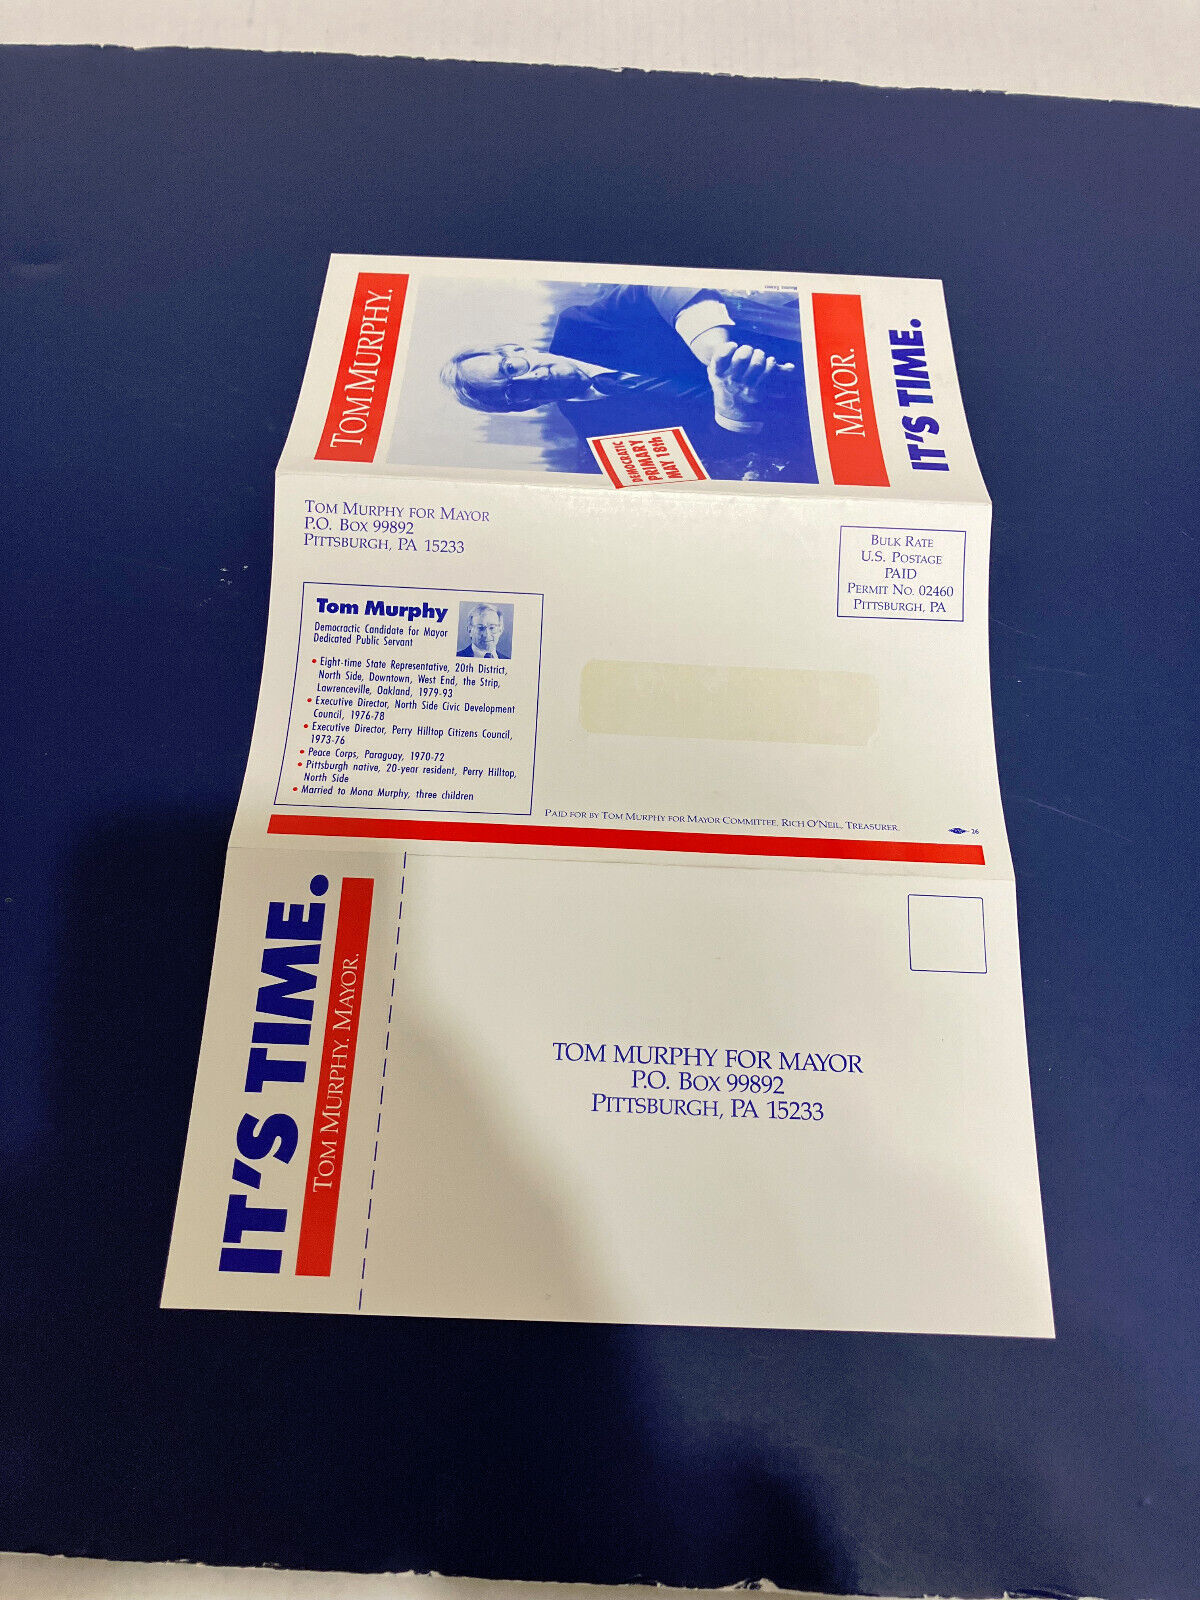 TOM MURPHY.
MAYOR.
IT'S TIME.
DEMOCRATIC
PRIMARY
MAY 18th
TOM MURPHY FOR MAYOR
P.O. BOX 99892
PITTSBURGH, PA 15233
BULK RATE
U.S. POSTAGE
PAID
PERMIT NO. 02460
PITTSBURGH, PA
Tom Murphy
Democractic Candidate for Mayor
Dedicated Public Servant
• Eight-time State Representative, 20th District,
North Side, Downtown, West End, the Strip,
Lawrenceville, Oakland, 1979-93
• Executive Director, North Side Civic Development
Council, 1976-78
• Executive Director, Perry Hilltop Citizens Council,
1973-76
• Peace Corps, Paraguay, 1970-72
• Pittsburgh native, 20-year resident, Perry Hilltop,
North Side
• Married to Mona Murphy, three children
PAID FOR BY TOM MURPHY FOR MAYOR COMMITTEE, RICH O'NEIL, TREASURER.
26
IT'S TIME.
TOM MURPHY. MAYOR.
TOM MURPHY FOR MAYOR
P.O. BOX 99892
PITTSBURGH, PA 15233